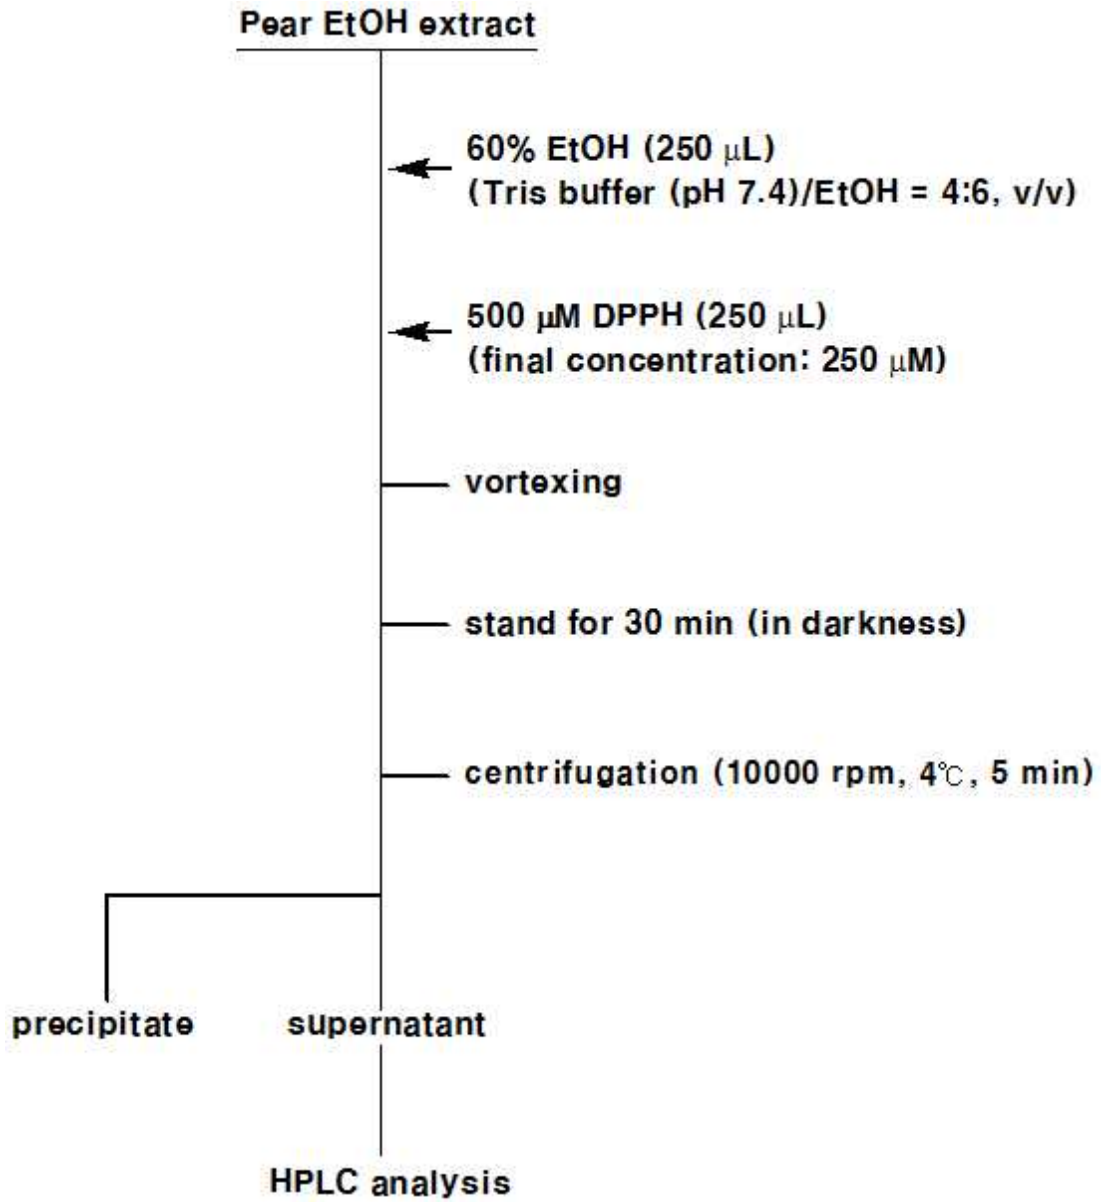 Pear EtOH extract
60% EtOH (250 μL)
(Tris buffer (pH 7.4)/EtOH = 4:6, v/v)
500 μM DPPH (250 μL)
(final concentration: 250 μM)
vortexing
stand for 30 min (in darkness)
centrifugation (10000 rpm, 4℃, 5 min)
precipitate
supernatant
HPLC analysis